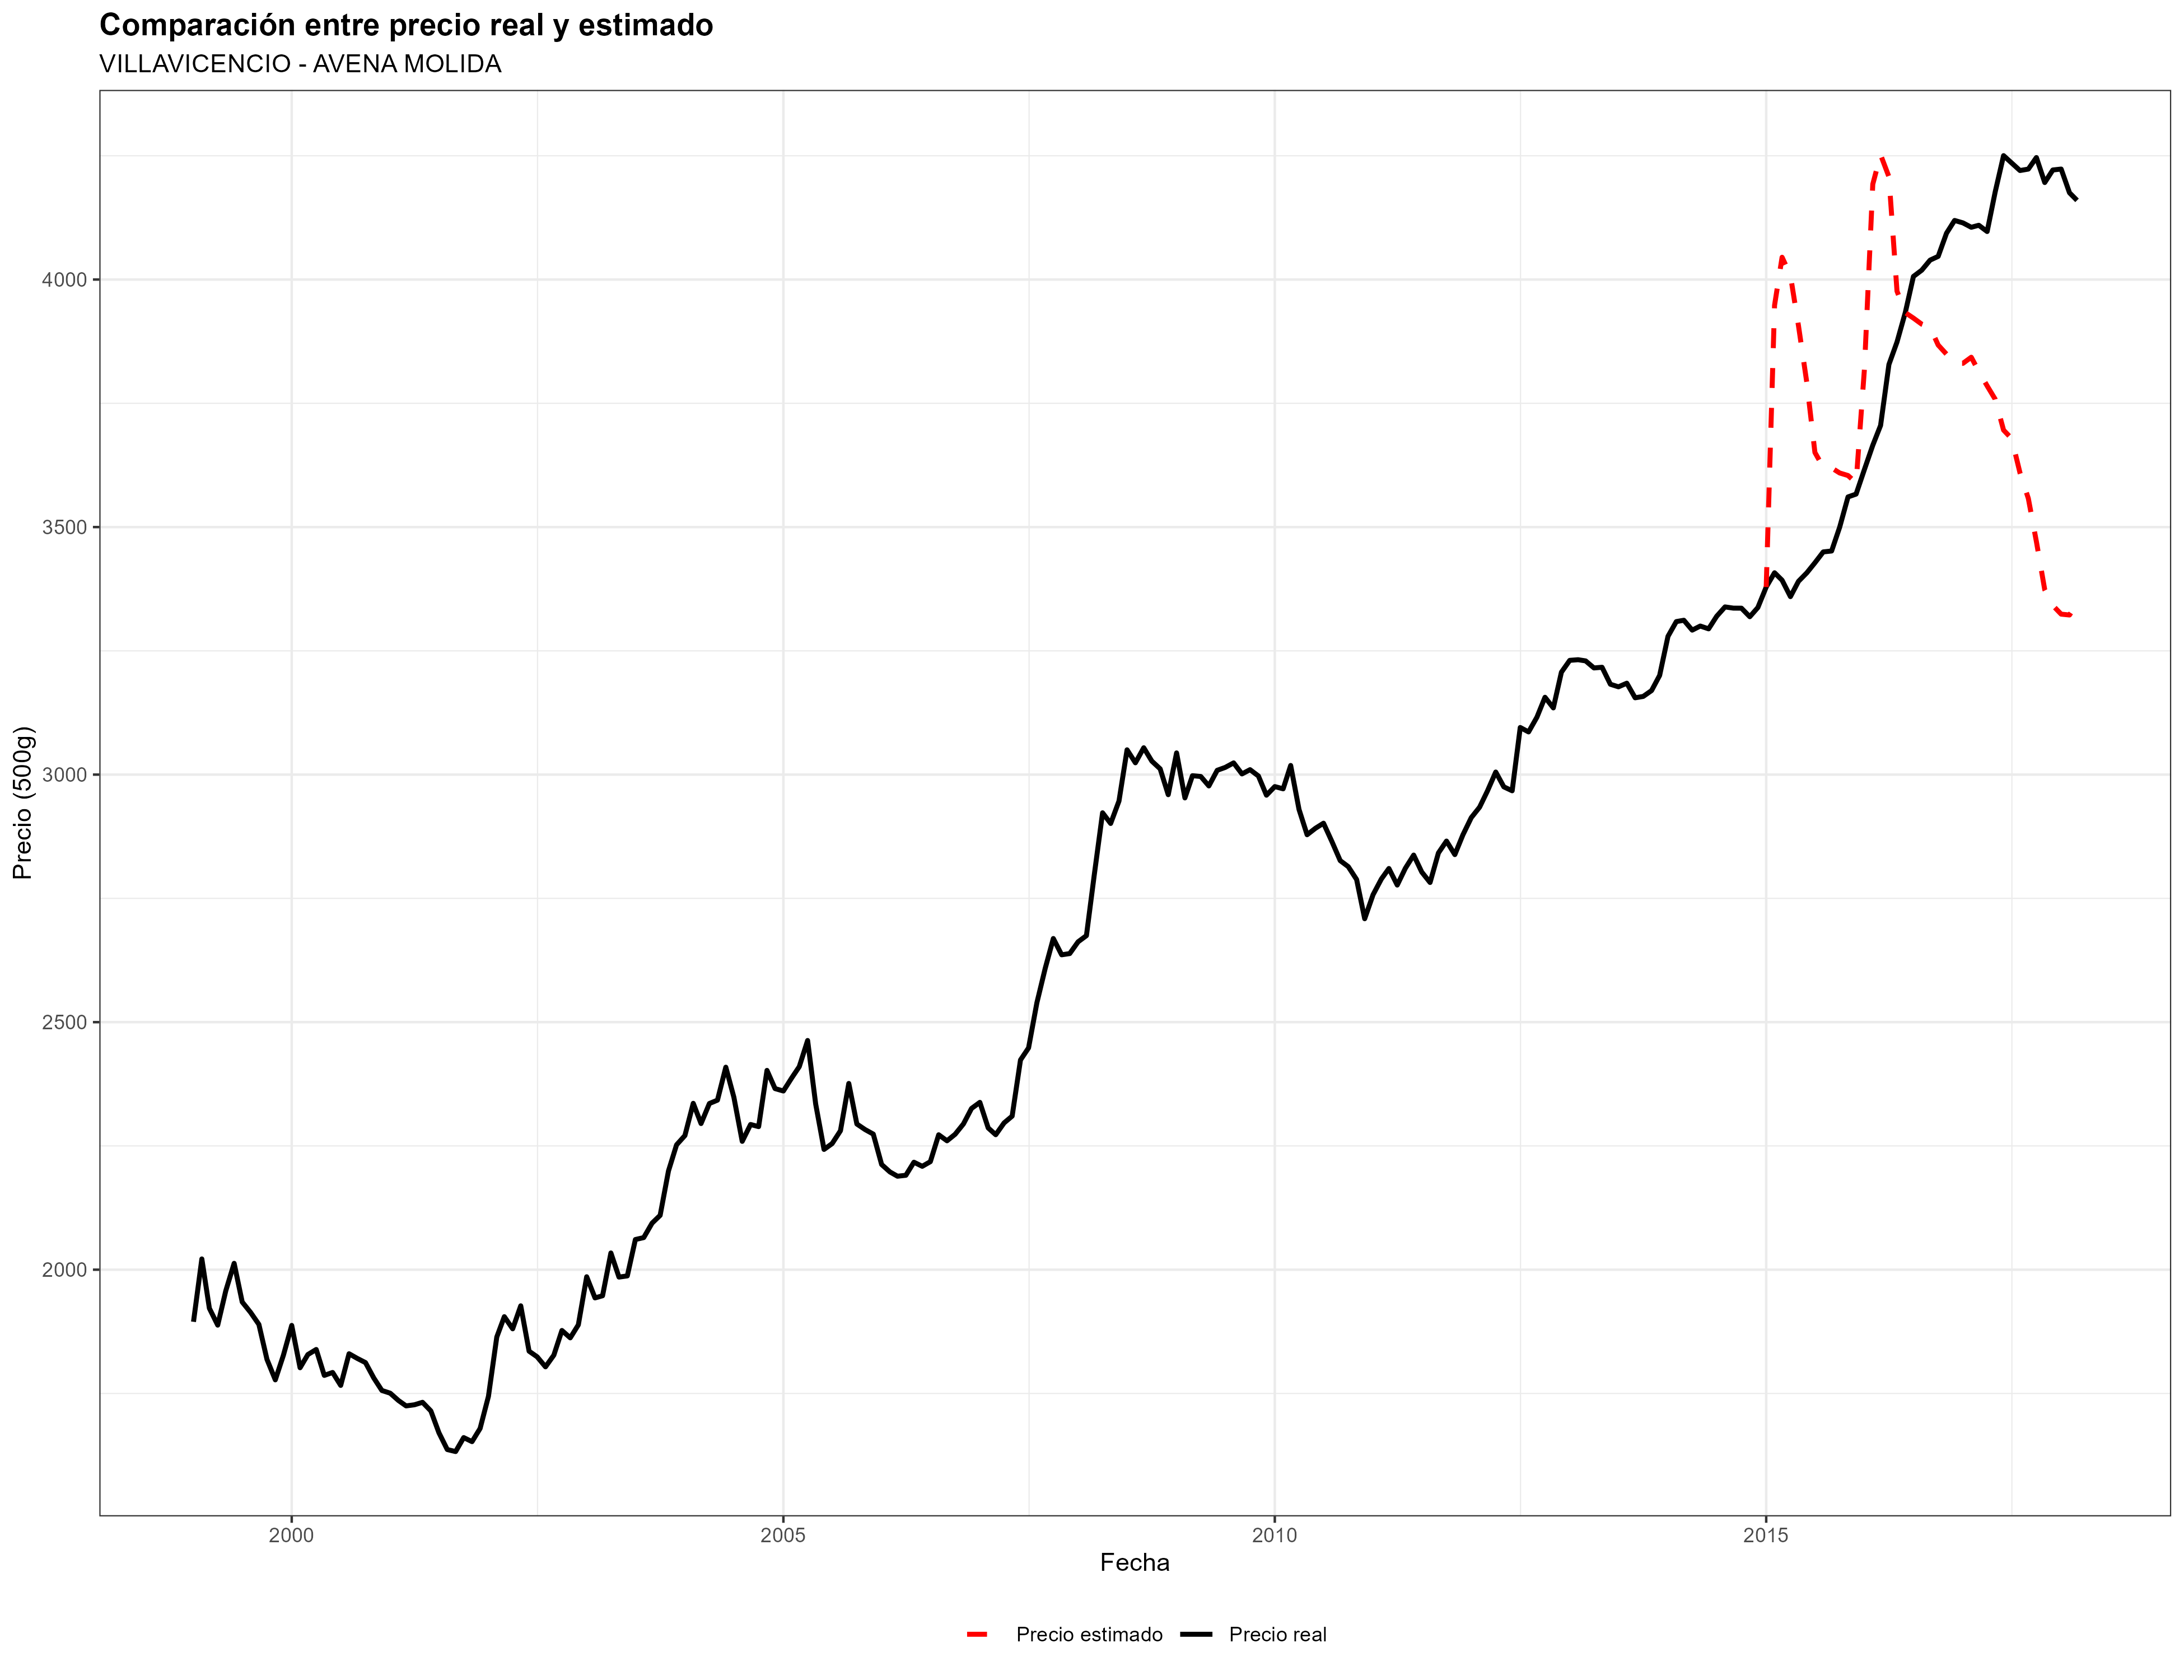 Comparación entre precio real y estimado
VILLAVICENCIO - AVENA MOLIDA
Precio (500g)
4000
3500
3000
2500
2000
2000
2005
2010
2015
Fecha
Precio estimado
Precio real